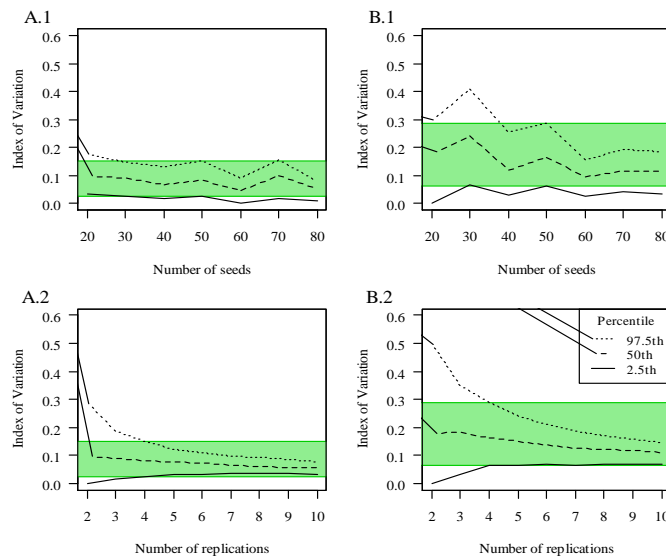 A.1
B.1
0.6
0.5
0.4
0.3
0.2
0.1
0.0
Index of Variation
20 30 40 50 60 70 80
Number of seeds
0.6
0.5
0.4
0.3
0.2
0.1
0.0
Index of Variation
20 30 40 50 60 70 80
Number of seeds
A.2
B.2
0.6
0.5
0.4
0.3
0.2
0.1
0.0
Index of Variation
2 3 4 5 6 7 8 9 10
Number of replications
0.6
0.5
0.4
0.3
0.2
0.1
0.0
Index of Variation
Percentile
97.5th
50th
2.5th
2 3 4 5 6 7 8 9 10
Number of replications